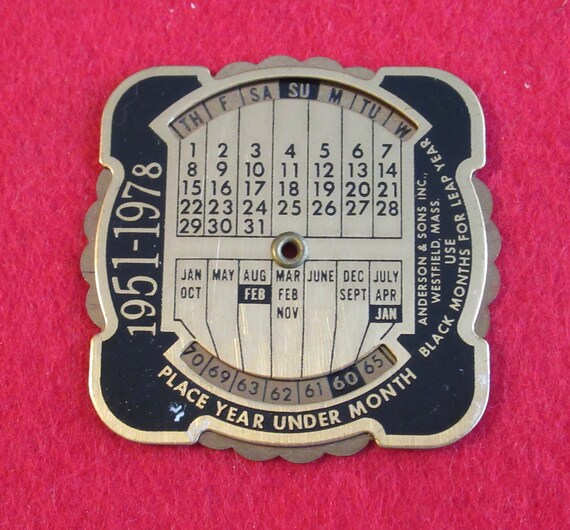 1951-1978
TH F SA SU M TU W
1 2 3 4 5 6 7
8 9 10 11 12 13 14
15 16 17 18 19 20 21
22 23 24 25 26 27 28
29 30 31
JAN MAY AUG MAR JUNE DEC JULY
OCT FEB FEB SEPT APR
NOV JAN
70 69 63 62 61 60 65
PLACE YEAR UNDER MONTH
ANDERSON & SONS INC.,
WESTFIELD, MASS.
USE
BLACK MONTHS FOR LEAP YEAR